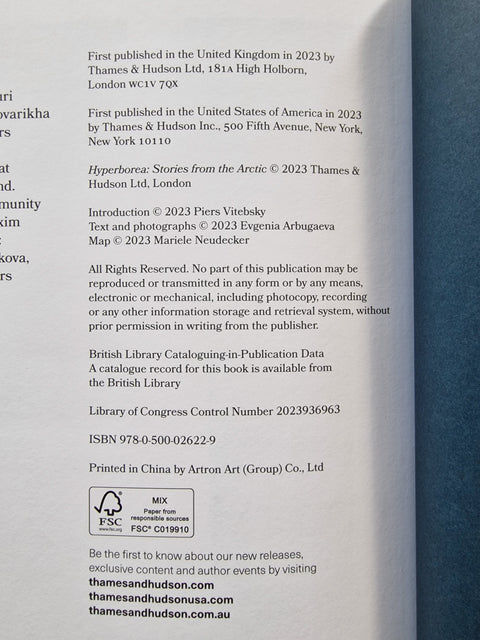 First published in the United Kingdom in 2023 by
Thames & Hudson Ltd, 181A High Holborn,
London WC1V 7QX
First published in the United States of America in 2023
by Thames & Hudson Inc., 500 Fifth Avenue, New York,
New York 10110
Hyperborea: Stories from the Arctic © 2023 Thames &
Hudson Ltd, London
Introduction © 2023 Piers Vitebsky
Text and photographs © 2023 Evgenia Arbugaeva
Map © 2023 Mariele Neudecker
All Rights Reserved. No part of this publication may be
reproduced or transmitted in any form or by any means,
electronic or mechanical, including photocopy, recording
or any other information storage and retrieval system, without
prior permission in writing from the publisher.
British Library Cataloguing-in-Publication Data
A catalogue record for this book is available from
the British Library
Library of Congress Control Number 2023936963
ISBN 978-0-500-02622-9
Printed in China by Artron Art (Group) Co., Ltd
FSC
www.fsc.org
MIX
Paper from
responsible sources
FSC® C019910
Be the first to know about our new releases,
exclusive content and author events by visiting
thamesandhudson.com
thamesandhudsonusa.com
thamesandhudson.com.au